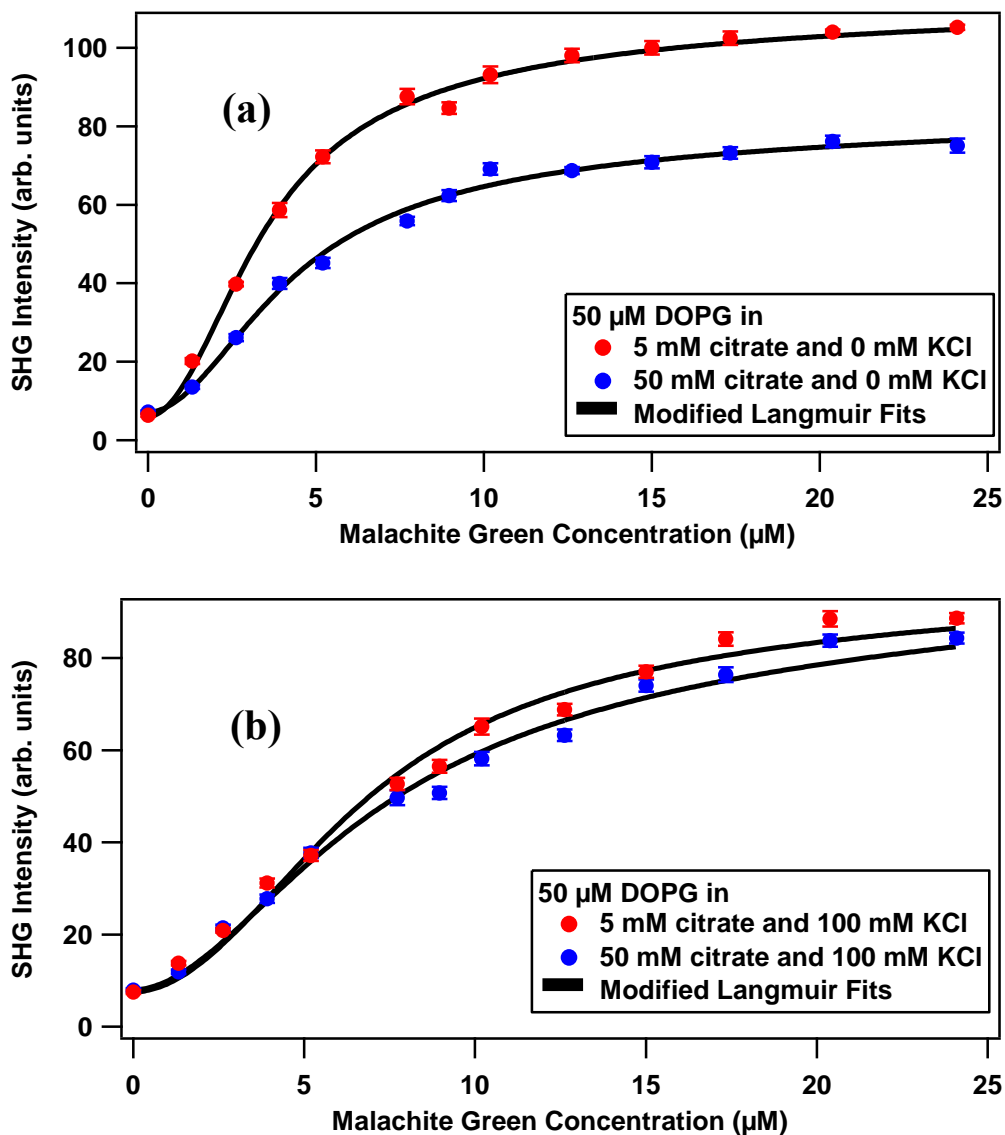 SHG Intensity (arb. units)
100
80
60
40
20
0
(a)
50 µM DOPG in
5 mM citrate and 0 mM KCl
50 mM citrate and 0 mM KCl
Modified Langmuir Fits
0 5 10 15 20 25
Malachite Green Concentration (µM)
SHG Intensity (arb. units)
80
60
40
20
0
(b)
50 µM DOPG in
5 mM citrate and 100 mM KCl
50 mM citrate and 100 mM KCl
Modified Langmuir Fits
0 5 10 15 20 25
Malachite Green Concentration (µM)